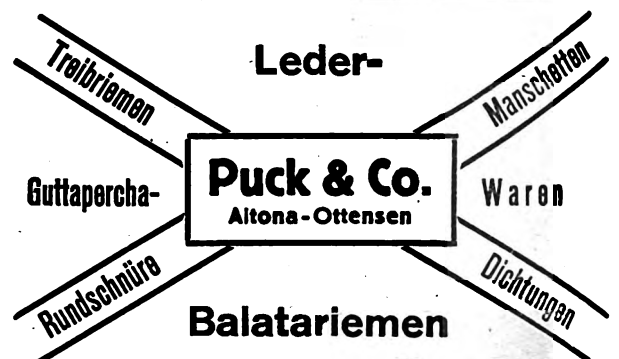 Leder-
Treibriemen
Manschetten
Puck & Co.
Altona-Ottensen
Guttapercha-
Waren
Rundschnüre
Dichtungen
Balatariemen